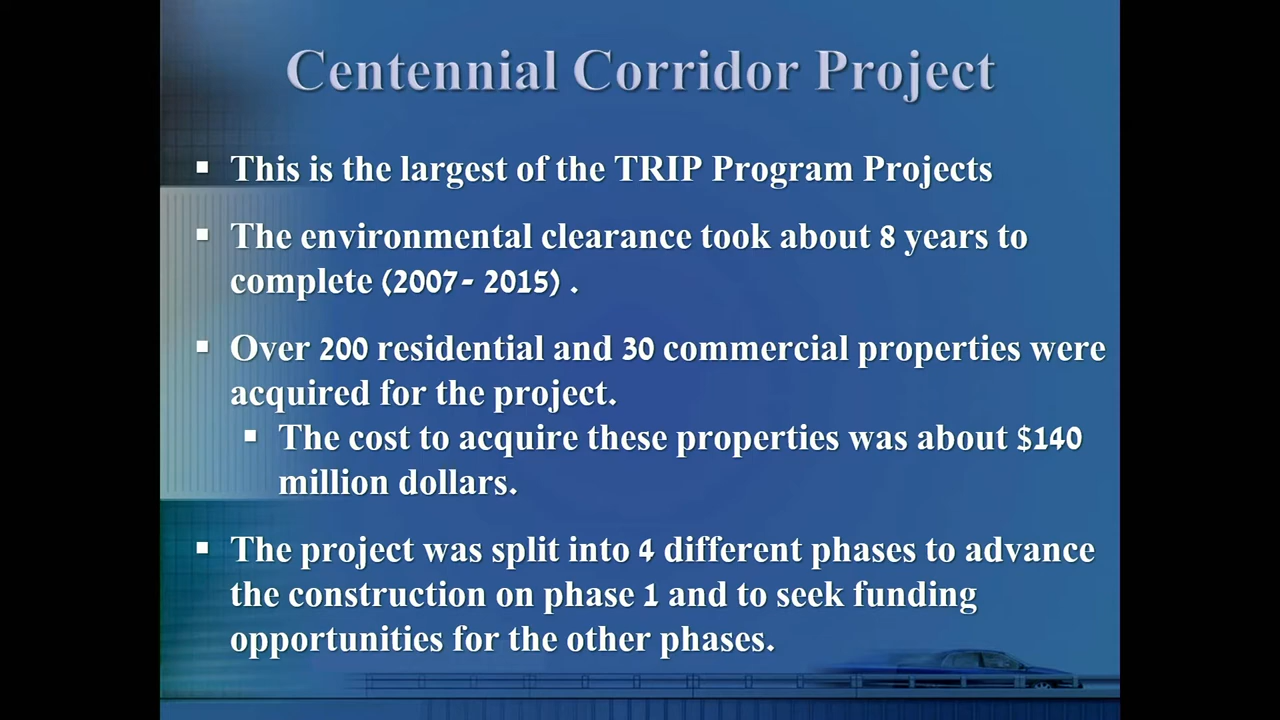 Centennial Corridor Project
▪ This is the largest of the TRIP Program Projects
▪ The environmental clearance took about 8 years to
complete (2007- 2015) .
▪ Over 200 residential and 30 commercial properties were
acquired for the project.
▪ The cost to acquire these properties was about $140
million dollars.
▪ The project was split into 4 different phases to advance
the construction on phase 1 and to seek funding
opportunities for the other phases.